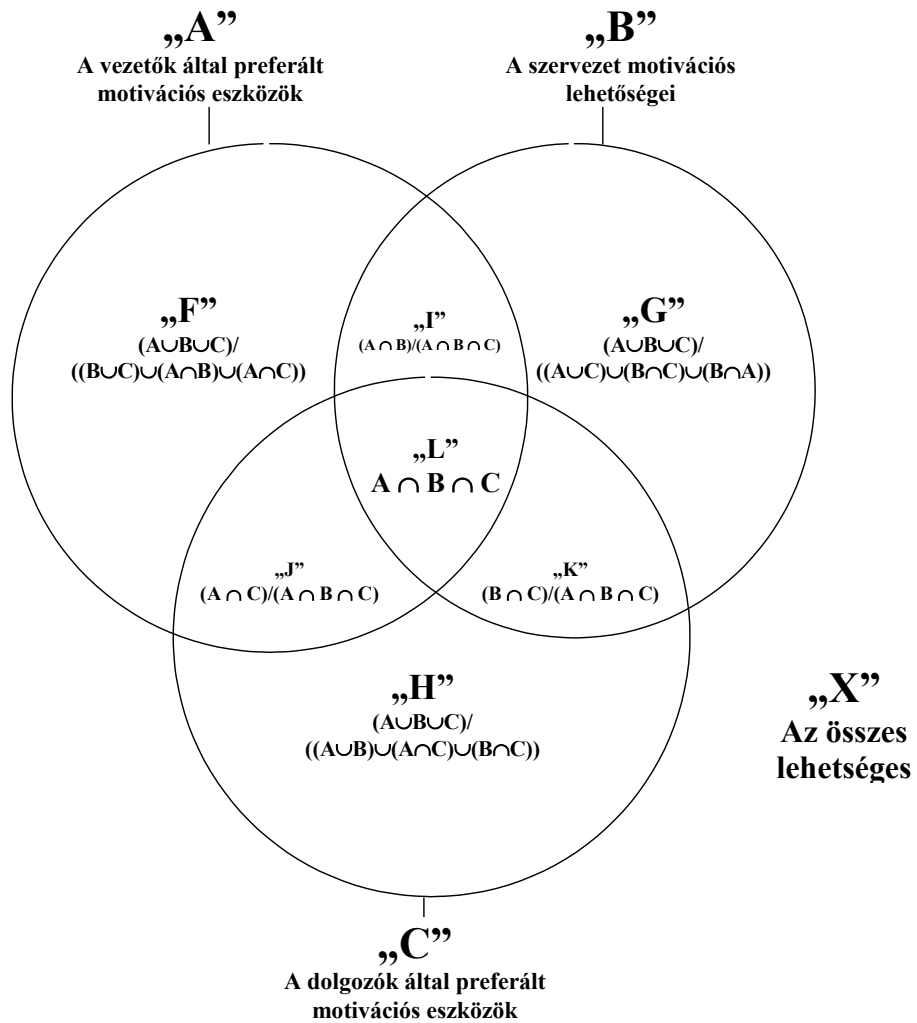 „A”
A vezetők által preferált
motivációs eszközök
„B”
A szervezet motivációs
lehetőségei
„F”
(A∪B∪C)/
((B∪C)∪(A∩B)∪(A∩C))
„I”
(A ∩ B)/(A ∩ B ∩ C)
„G”
(A∪B∪C)/
((A∪C)∪(B∩C)∪(B∩A))
„L”
A ∩ B ∩ C
„J”
(A ∩ C)/(A ∩ B ∩ C)
„K”
(B ∩ C)/(A ∩ B ∩ C)
„H”
(A∪B∪C)/
((A∪B)∪(A∩C)∪(B∩C))
„X”
Az összes
lehetséges
„C”
A dolgozók által preferált
motivációs eszközök